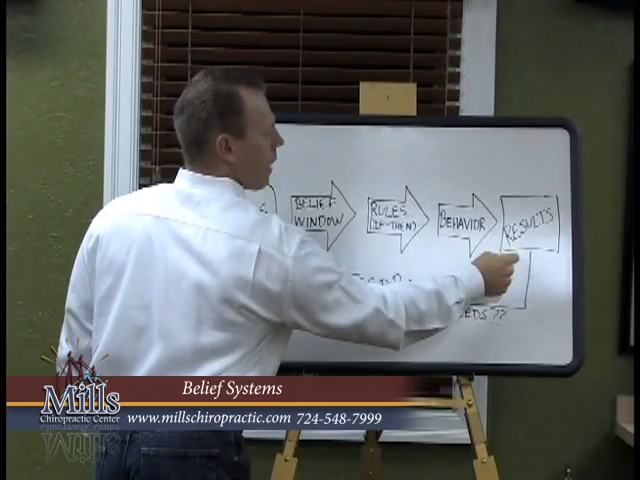 BELIEF
WINDOW
RULES
(IF-THEN)
BEHAVIOR
RESULTS
Belief Systems
Mills
Chiropractic Center
www.millschiropractic.com 724-548-7999